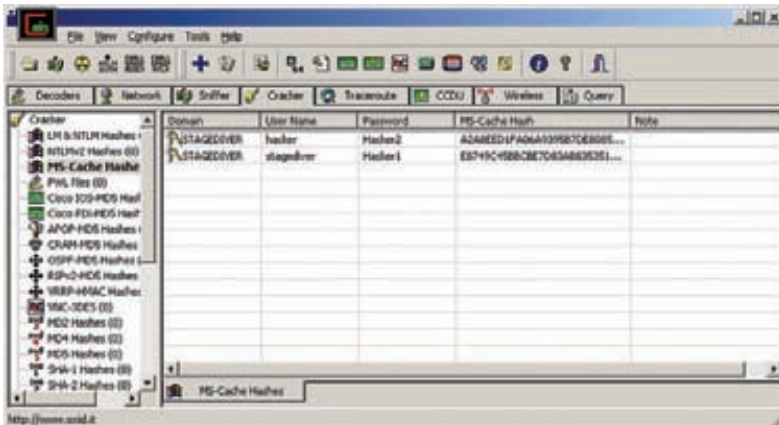 File View Configure Tools Help
Decoders Network Sniffer Cracker Traceroute CCDU Wireless Query
Cracker
LM & NTLM Hashes
NTLMv2 Hashes (0)
MS-Cache Hashe
PWL Files (0)
Cisco IOS-MD5 Hash
Cisco PIX-MD5 Hash
APOP-MD5 Hashes
CRAM-MD5 Hashes
OSPF-MD5 Hashes
RIPv2-MD5 Hashes
VRRP-HMAC Hashes
VNC-3DES (0)
MD2 Hashes (0)
MD4 Hashes (0)
MD5 Hashes (0)
SHA-1 Hashes (0)
SHA-2 Hashes (0)
Domain User Name Password MS-Cache Hash Note
STAGEDIVER hacker Hacker2
STAGEDIVER stagediver Hacker1
MS-Cache Hashes
http://www.oxid.it